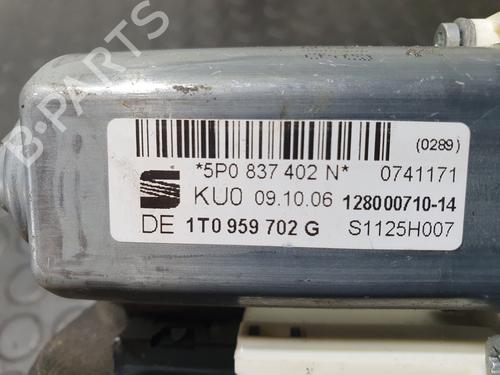 (0289)
*5P0 837 402 N* 0741171
KU0 09.10.06 128000710-14
DE 1T0 959 702 G S1125H007
B-PARTS